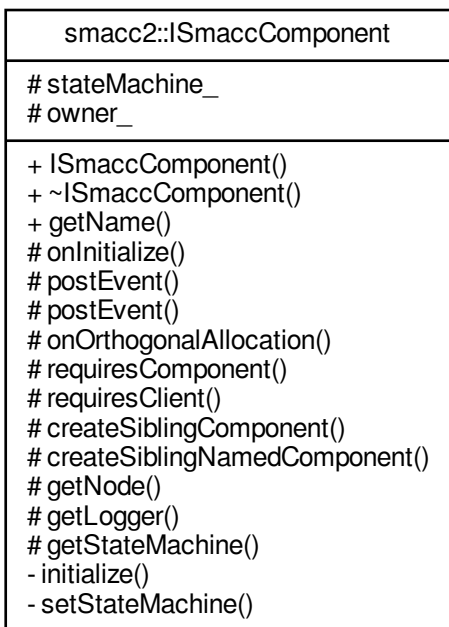 smacc2::ISmaccComponent
# stateMachine_
# owner_
+ ISmaccComponent()
+ ~ISmaccComponent()
+ getName()
# onInitialize()
# postEvent()
# postEvent()
# onOrthogonalAllocation()
# requiresComponent()
# requiresClient()
# createSiblingComponent()
# createSiblingNamedComponent()
# getNode()
# getLogger()
# getStateMachine()
- initialize()
- setStateMachine()